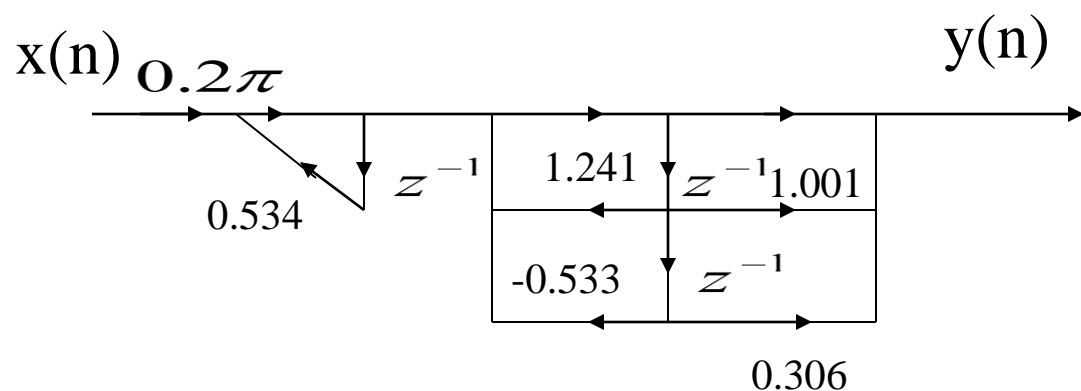 x(n) 0.2π y(n)
z⁻¹ 1.241 z⁻¹ 1.001
0.534
-0.533 z⁻¹
0.306